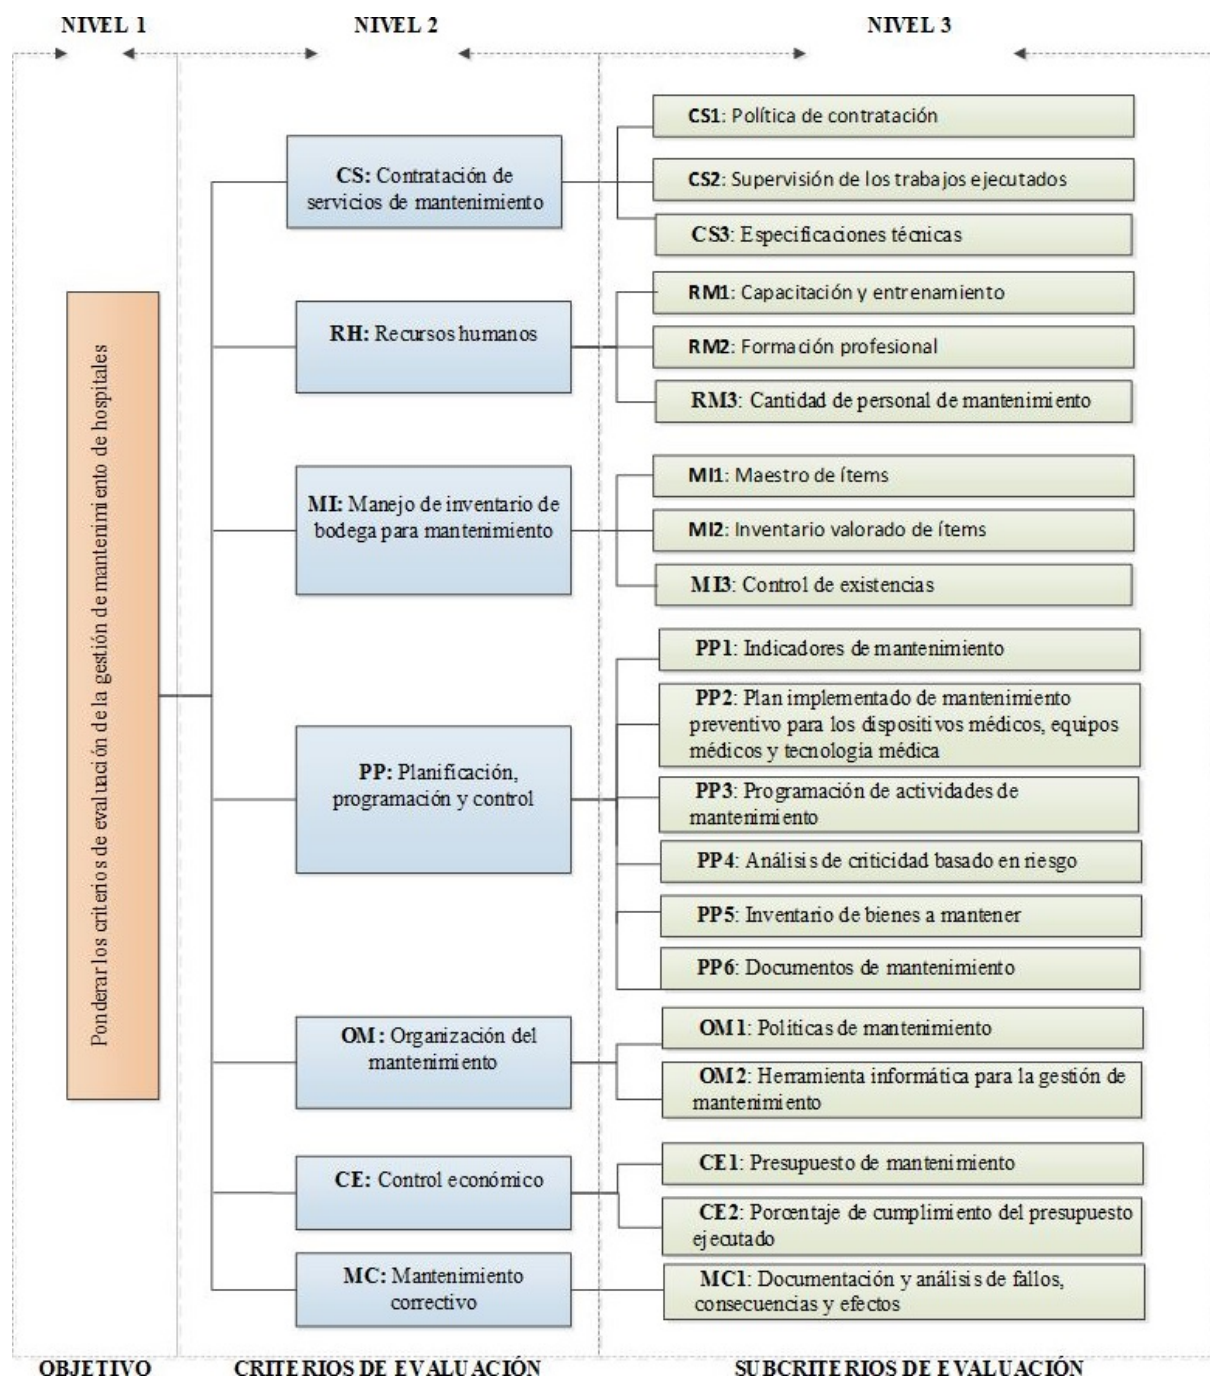 NIVEL 1
NIVEL 2
NIVEL 3
Ponderar los criterios de evaluación de la gestión de mantenimiento de hospitales
CS: Contratación de
servicios de mantenimiento
CS1: Política de contratación
CS2: Supervisión de los trabajos ejecutados
CS3: Especificaciones técnicas
RH: Recursos humanos
RM1: Capacitación y entrenamiento
RM2: Formación profesional
RM3: Cantidad de personal de mantenimiento
MI: Manejo de inventario de
bodega para mantenimiento
MI1: Maestro de ítems
MI2: Inventario valorado de ítems
MI3: Control de existencias
PP: Planificación,
programación y control
PP1: Indicadores de mantenimiento
PP2: Plan implementado de mantenimiento
preventivo para los dispositivos médicos, equipos
médicos y tecnología médica
PP3: Programación de actividades de
mantenimiento
PP4: Análisis de criticidad basado en riesgo
PP5: Inventario de bienes a mantener
PP6: Documentos de mantenimiento
OM: Organización del
mantenimiento
OM1: Políticas de mantenimiento
OM2: Herramienta informática para la gestión de
mantenimiento
CE: Control económico
CE1: Presupuesto de mantenimiento
CE2: Porcentaje de cumplimiento del presupuesto
ejecutado
MC: Mantenimiento
correctivo
MC1: Documentación y análisis de fallos,
consecuencias y efectos
OBJETIVO
CRITERIOS DE EVALUACIÓN
SUBCRITERIOS DE EVALUACIÓN